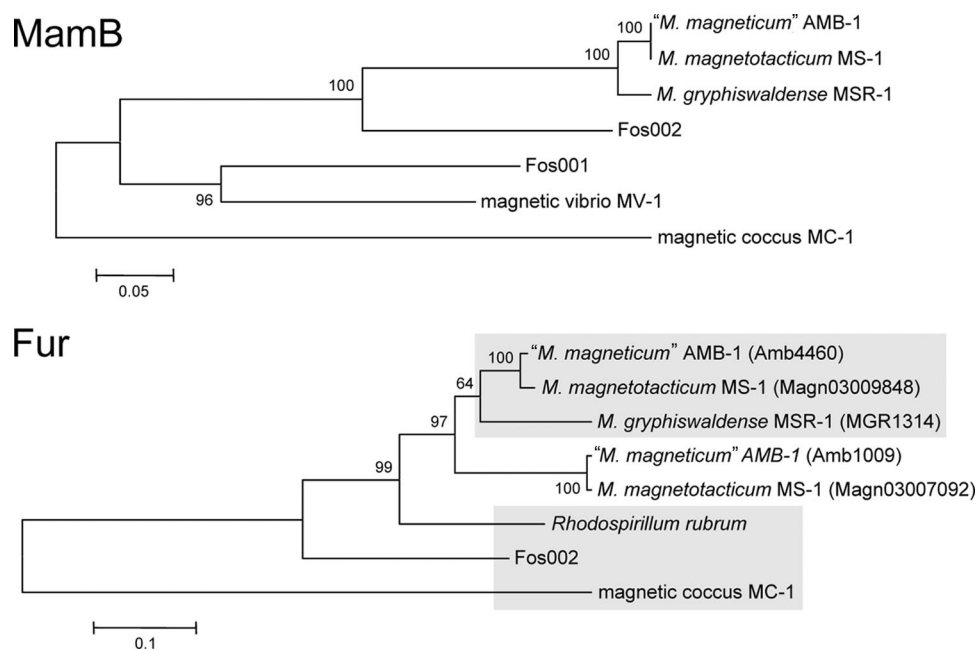 MamB
100
"M. magneticum" AMB-1
100
M. magnetotacticum MS-1
100
M. gryphiswaldense MSR-1
Fos002
Fos001
96
magnetic vibrio MV-1
magnetic coccus MC-1
0.05
Fur
100
"M. magneticum" AMB-1 (Amb4460)
64
M. magnetotacticum MS-1 (Magn03009848)
97
M. gryphiswaldense MSR-1 (MGR1314)
"M. magneticum" AMB-1 (Amb1009)
99
100
M. magnetotacticum MS-1 (Magn03007092)
Rhodospirillum rubrum
Fos002
magnetic coccus MC-1
0.1